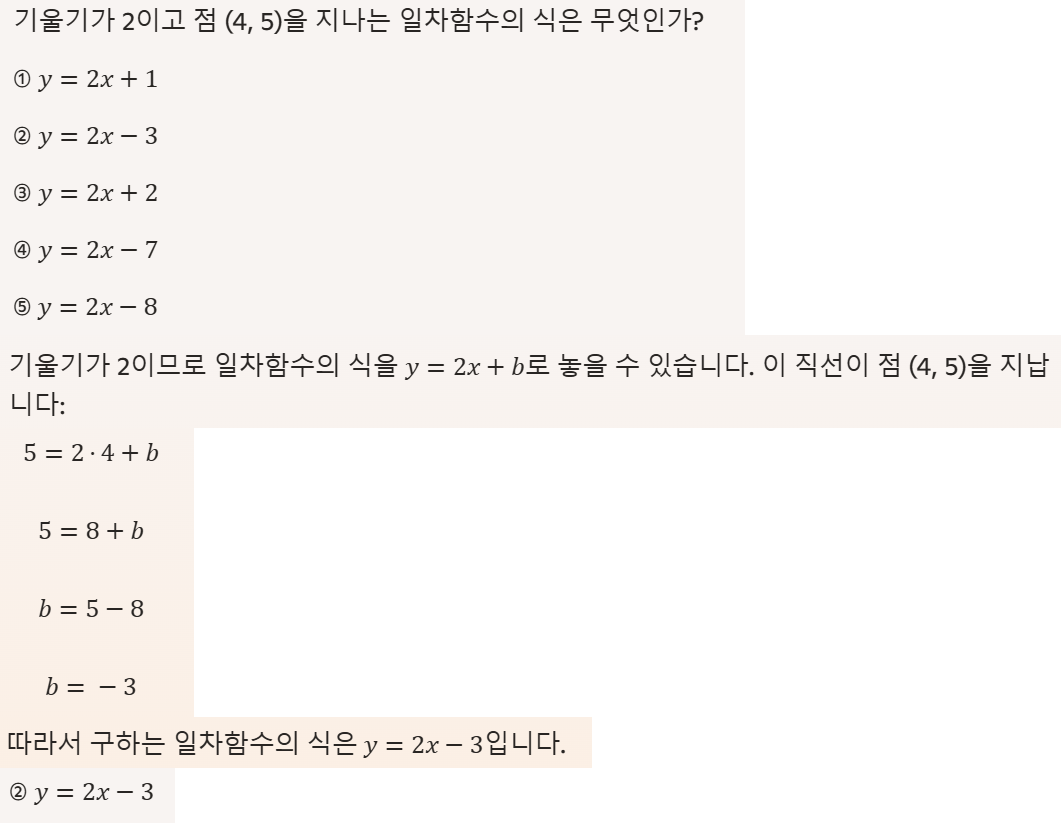 기울기가 2이고 점 (4, 5)을 지나는 일차함수의 식은 무엇인가?
① y = 2x + 1
② y = 2x − 3
③ y = 2x + 2
④ y = 2x − 7
⑤ y = 2x − 8
기울기가 2이므로 일차함수의 식을 y = 2x + b로 놓을 수 있습니다. 이 직선이 점 (4, 5)을 지납
니다:
5 = 2 · 4 + b
5 = 8 + b
b = 5 − 8
b = − 3
따라서 구하는 일차함수의 식은 y = 2x − 3입니다.
② y = 2x − 3